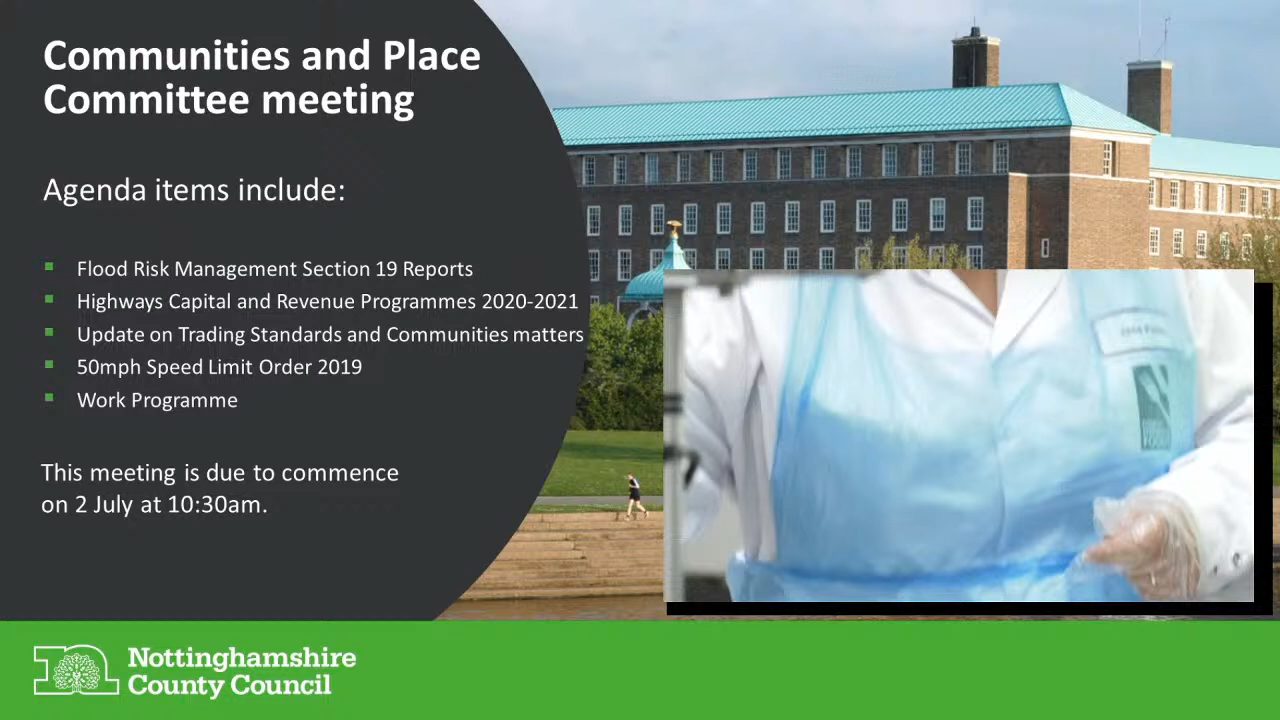 Communities and Place
Committee meeting
Agenda items include:
Flood Risk Management Section 19 Reports
Highways Capital and Revenue Programmes 2020-2021
Update on Trading Standards and Communities matters
50mph Speed Limit Order 2019
Work Programme
This meeting is due to commence
on 2 July at 10:30am.
Nottinghamshire
County Council